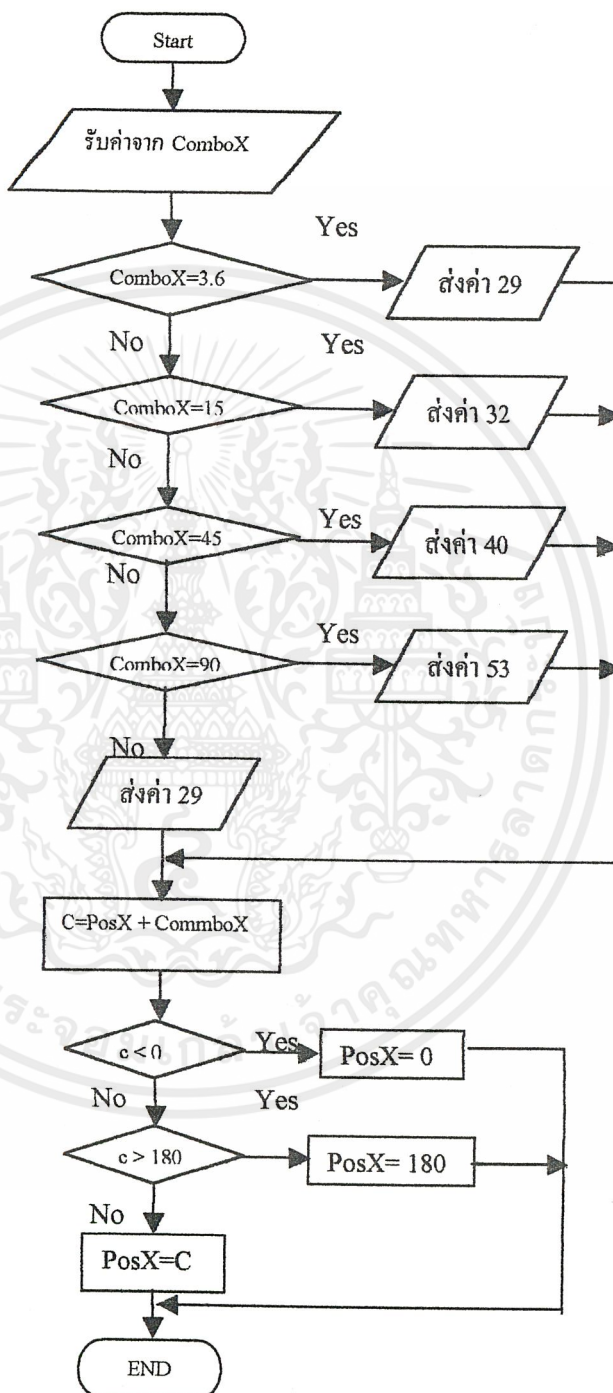 Start
รับค่าจาก ComboX
Yes
ComboX=3.6
ส่งค่า 29
No
Yes
ComboX=15
ส่งค่า 32
No
Yes
ComboX=45
ส่งค่า 40
No
Yes
ComboX=90
ส่งค่า 53
No
ส่งค่า 29
C=PosX + CommboX
c < 0
Yes
PosX= 0
No
Yes
c > 180
PosX= 180
No
PosX=C
END